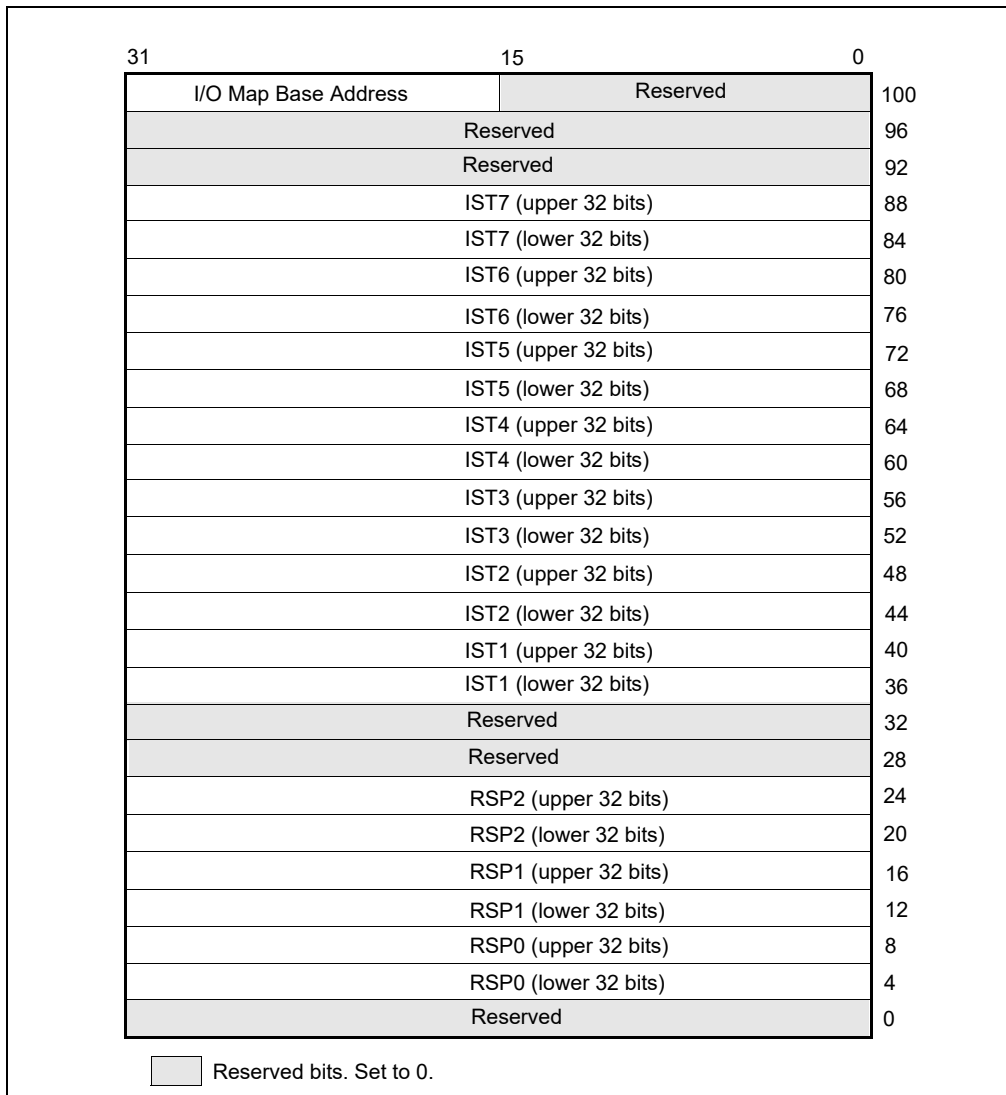 31 15 0
I/O Map Base Address Reserved 100
Reserved 96
Reserved 92
IST7 (upper 32 bits) 88
IST7 (lower 32 bits) 84
IST6 (upper 32 bits) 80
IST6 (lower 32 bits) 76
IST5 (upper 32 bits) 72
IST5 (lower 32 bits) 68
IST4 (upper 32 bits) 64
IST4 (lower 32 bits) 60
IST3 (upper 32 bits) 56
IST3 (lower 32 bits) 52
IST2 (upper 32 bits) 48
IST2 (lower 32 bits) 44
IST1 (upper 32 bits) 40
IST1 (lower 32 bits) 36
Reserved 32
Reserved 28
RSP2 (upper 32 bits) 24
RSP2 (lower 32 bits) 20
RSP1 (upper 32 bits) 16
RSP1 (lower 32 bits) 12
RSP0 (upper 32 bits) 8
RSP0 (lower 32 bits) 4
Reserved 0
Reserved bits. Set to 0.